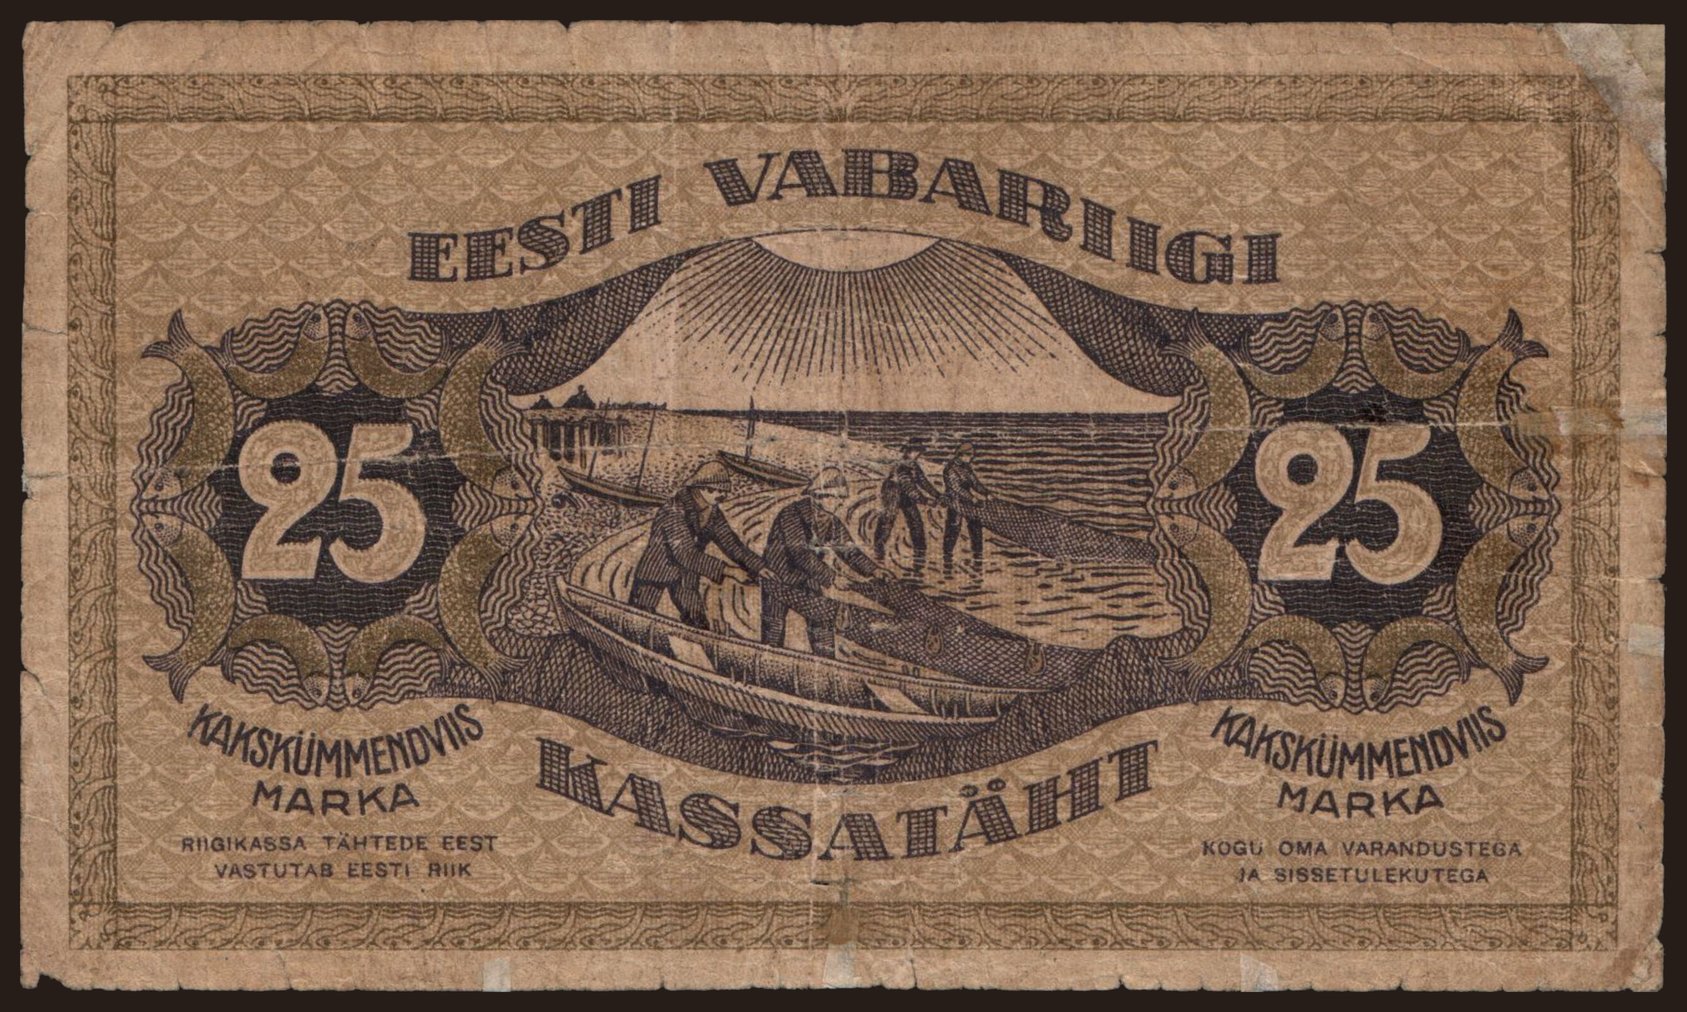 EESTI VABARIIGI
25
25
KAKSKÜMMENDVIIS
MARKA
KASSATÄHT
KAKSKÜMMENDVIIS
MARKA
RIIGIKASSA TÄHTEDE EEST
VASTUTAB EESTI RIIK
KOGU OMA VARANDUSTEGA
JA SISSETULEKUTEGA